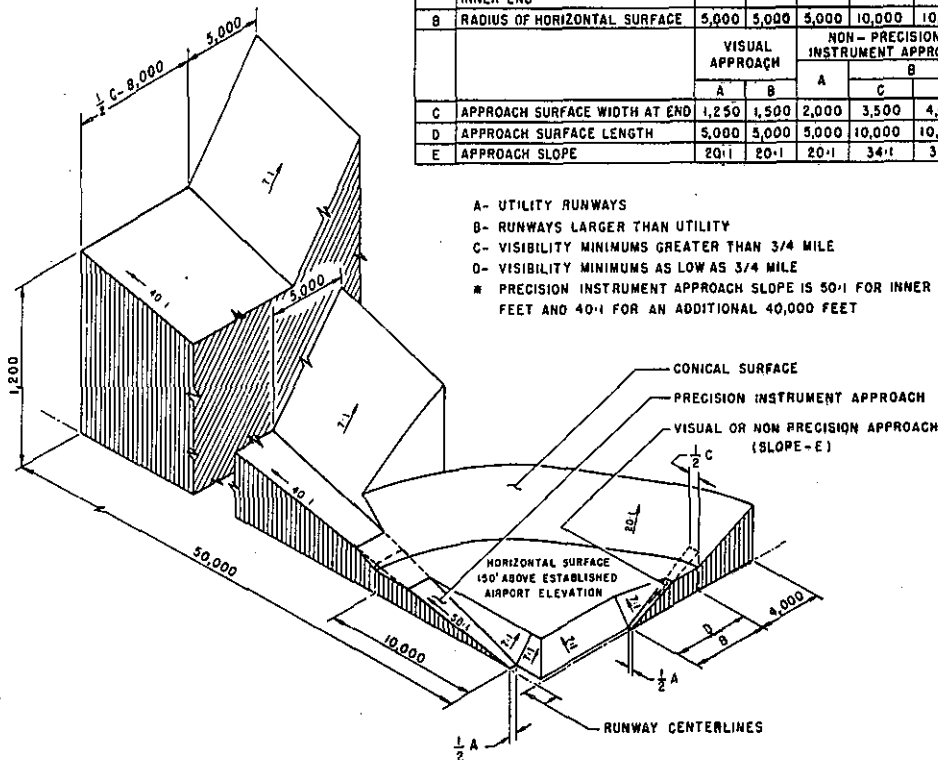 INNER END
B RADIUS OF HORIZONTAL SURFACE 5,000 5,000 5,000 10,000 10
VISUAL APPROACH
NON-PRECISION INSTRUMENT APPRO
A B
A B C
C APPROACH SURFACE WIDTH AT END 1,250 1,500 2,000 3,500 4,
D APPROACH SURFACE LENGTH 5,000 5,000 5,000 10,000 10,
E APPROACH SLOPE 20:1 20:1 20:1 34:1 3
A- UTILITY RUNWAYS
B- RUNWAYS LARGER THAN UTILITY
C- VISIBILITY MINIMUMS GREATER THAN 3/4 MILE
D- VISIBILITY MINIMUMS AS LOW AS 3/4 MILE
* PRECISION INSTRUMENT APPROACH SLOPE IS 50:1 FOR INNER
FEET AND 40:1 FOR AN ADDITIONAL 40,000 FEET
5,000
1/2 C-8,000
7:1
40:1
5,000
1,200
7:1
40:1
CONICAL SURFACE
PRECISION INSTRUMENT APPROACH
VISUAL OR NON PRECISION APPROACH
(SLOPE-E)
1/2 C
20:1
HORIZONTAL SURFACE
150' ABOVE ESTABLISHED
AIRPORT ELEVATION
50,000
50:1
10,000
7:1
7:1
7:1
7:1
4,000
D
B
1/2 A
RUNWAY CENTERLINES
1/2 A